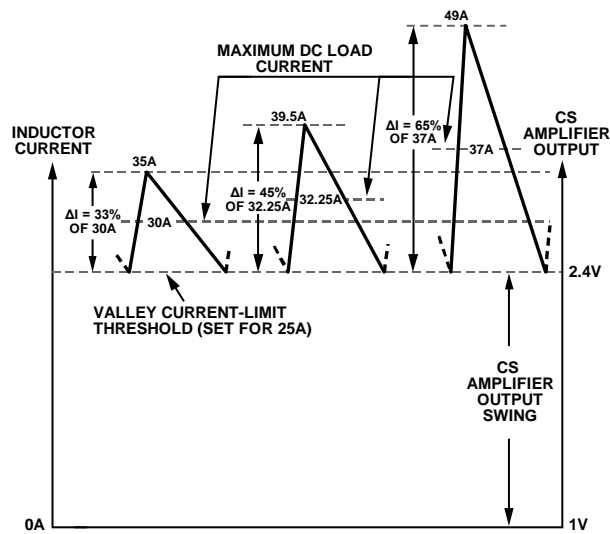 49A
MAXIMUM DC LOAD
CURRENT
39.5A
ΔI = 65%
OF 37A
INDUCTOR
CURRENT
CS
AMPLIFIER
OUTPUT
35A
37A
ΔI = 33%
OF 30A
30A
ΔI = 45%
OF 32.25A
32.25A
2.4V
VALLEY CURRENT-LIMIT
THRESHOLD (SET FOR 25A)
CS
AMPLIFIER
OUTPUT
SWING
0A
1V